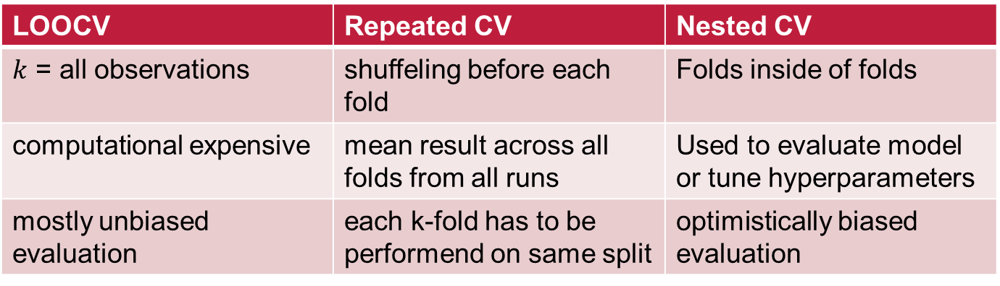 LOOCV
Repeated CV
Nested CV
k = all observations
shuffeling before each
fold
Folds inside of folds
computational expensive
mean result across all
folds from all runs
Used to evaluate model
or tune hyperparameters
mostly unbiased
evaluation
each k-fold has to be
performend on same split
optimistically biased
evaluation